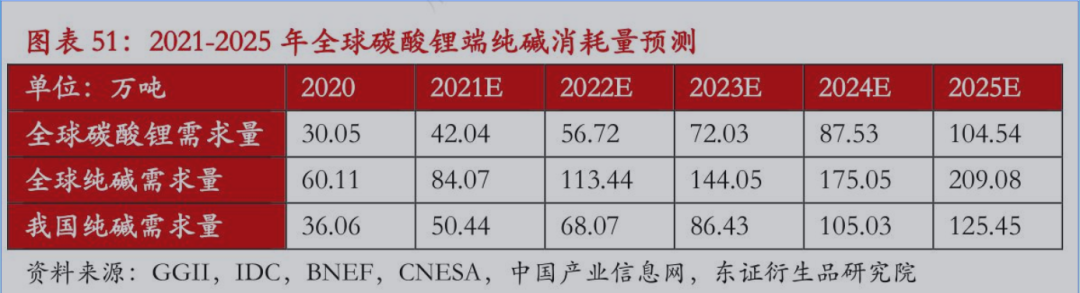 图表 51：2021-2025 年全球碳酸锂端纯碱消耗量预测
单位：万吨 2020 2021E 2022E 2023E 2024E 2025E
全球碳酸锂需求量 30.05 42.04 56.72 72.03 87.53 104.54
全球纯碱需求量 60.11 84.07 113.44 144.05 175.05 209.08
我国纯碱需求量 36.06 50.44 68.07 86.43 105.03 125.45
资料来源：GGII，IDC，BNEF，CNESA，中国产业信息网，东证衍生品研究院